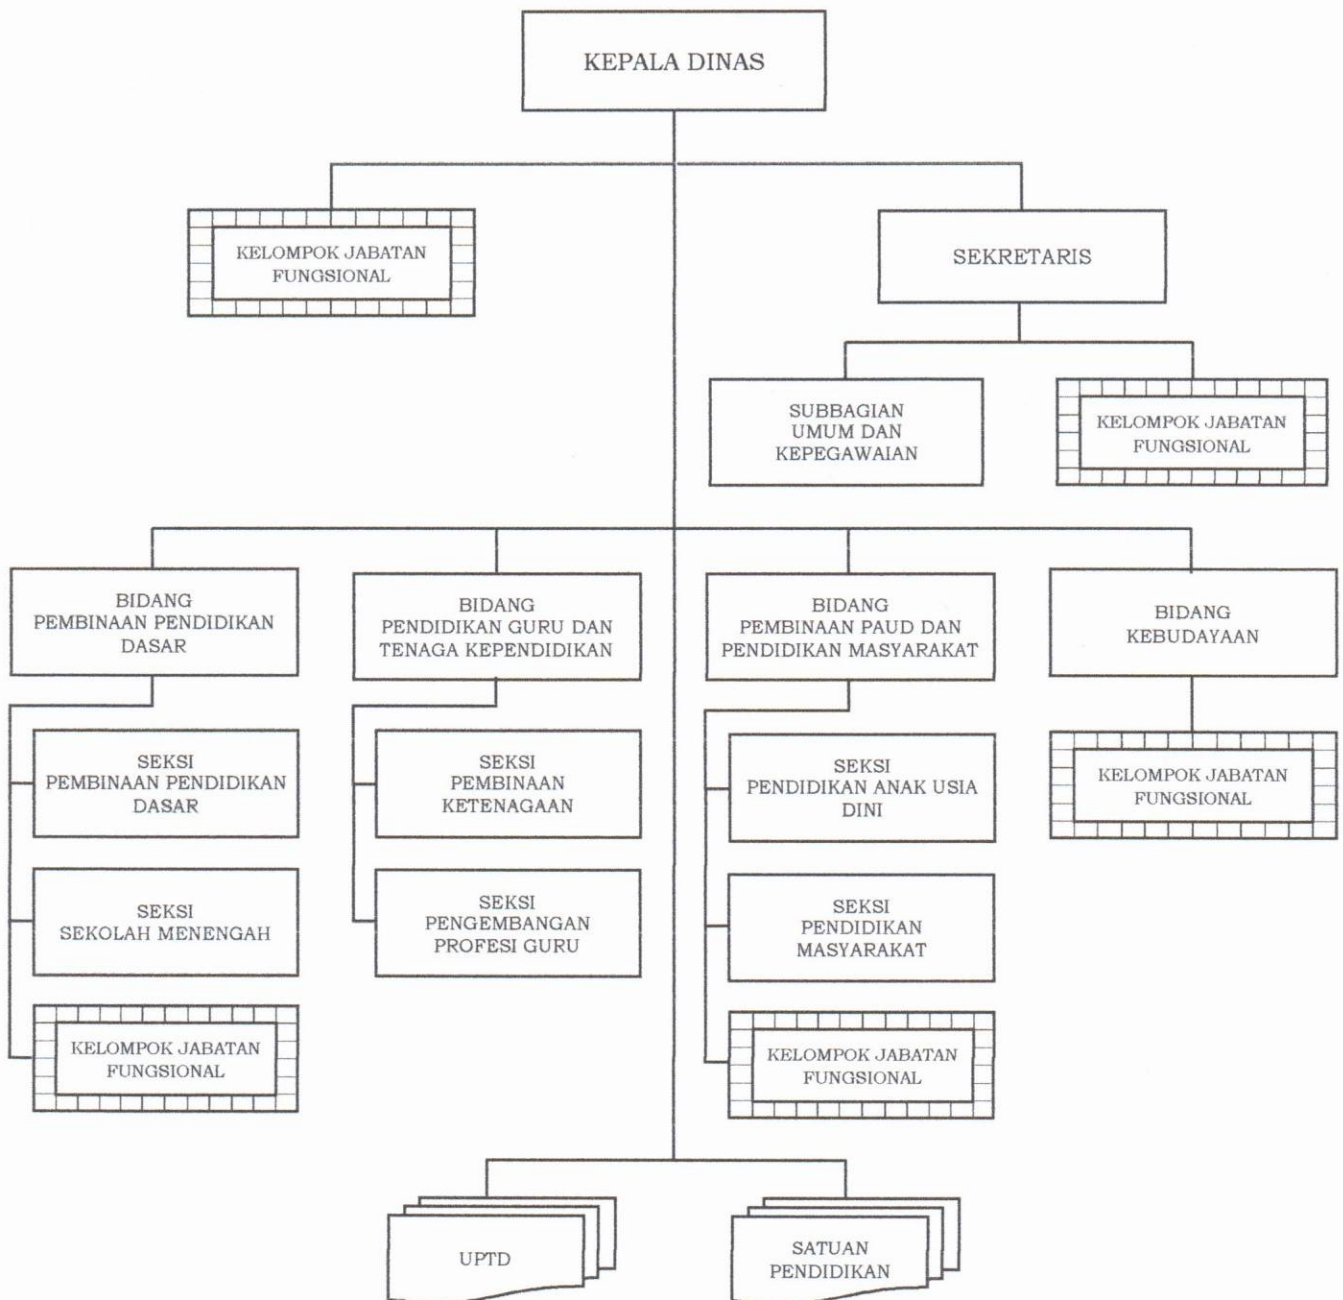 KEPALA DINAS
KELOMPOK JABATAN
FUNGSIONAL
SEKRETARIS
SUBBAGIAN
UMUM DAN
KEPEGAWAIAN
KELOMPOK JABATAN
FUNGSIONAL
BIDANG
PEMBINAAN PENDIDIKAN
DASAR
BIDANG
PENDIDIKAN GURU DAN
TENAGA KEPENDIDIKAN
BIDANG
PEMBINAAN PAUD DAN
PENDIDIKAN MASYARAKAT
BIDANG
KEBUDAYAAN
SEKSI
PEMBINAAN PENDIDIKAN
DASAR
SEKSI
PEMBINAAN
KETENAGAAN
SEKSI
PENDIDIKAN ANAK USIA
DINI
KELOMPOK JABATAN
FUNGSIONAL
SEKSI
SEKOLAH MENENGAH
SEKSI
PENGEMBANGAN
PROFESI GURU
SEKSI
PENDIDIKAN
MASYARAKAT
KELOMPOK JABATAN
FUNGSIONAL
KELOMPOK JABATAN
FUNGSIONAL
UPTD
SATUAN
PENDIDIKAN